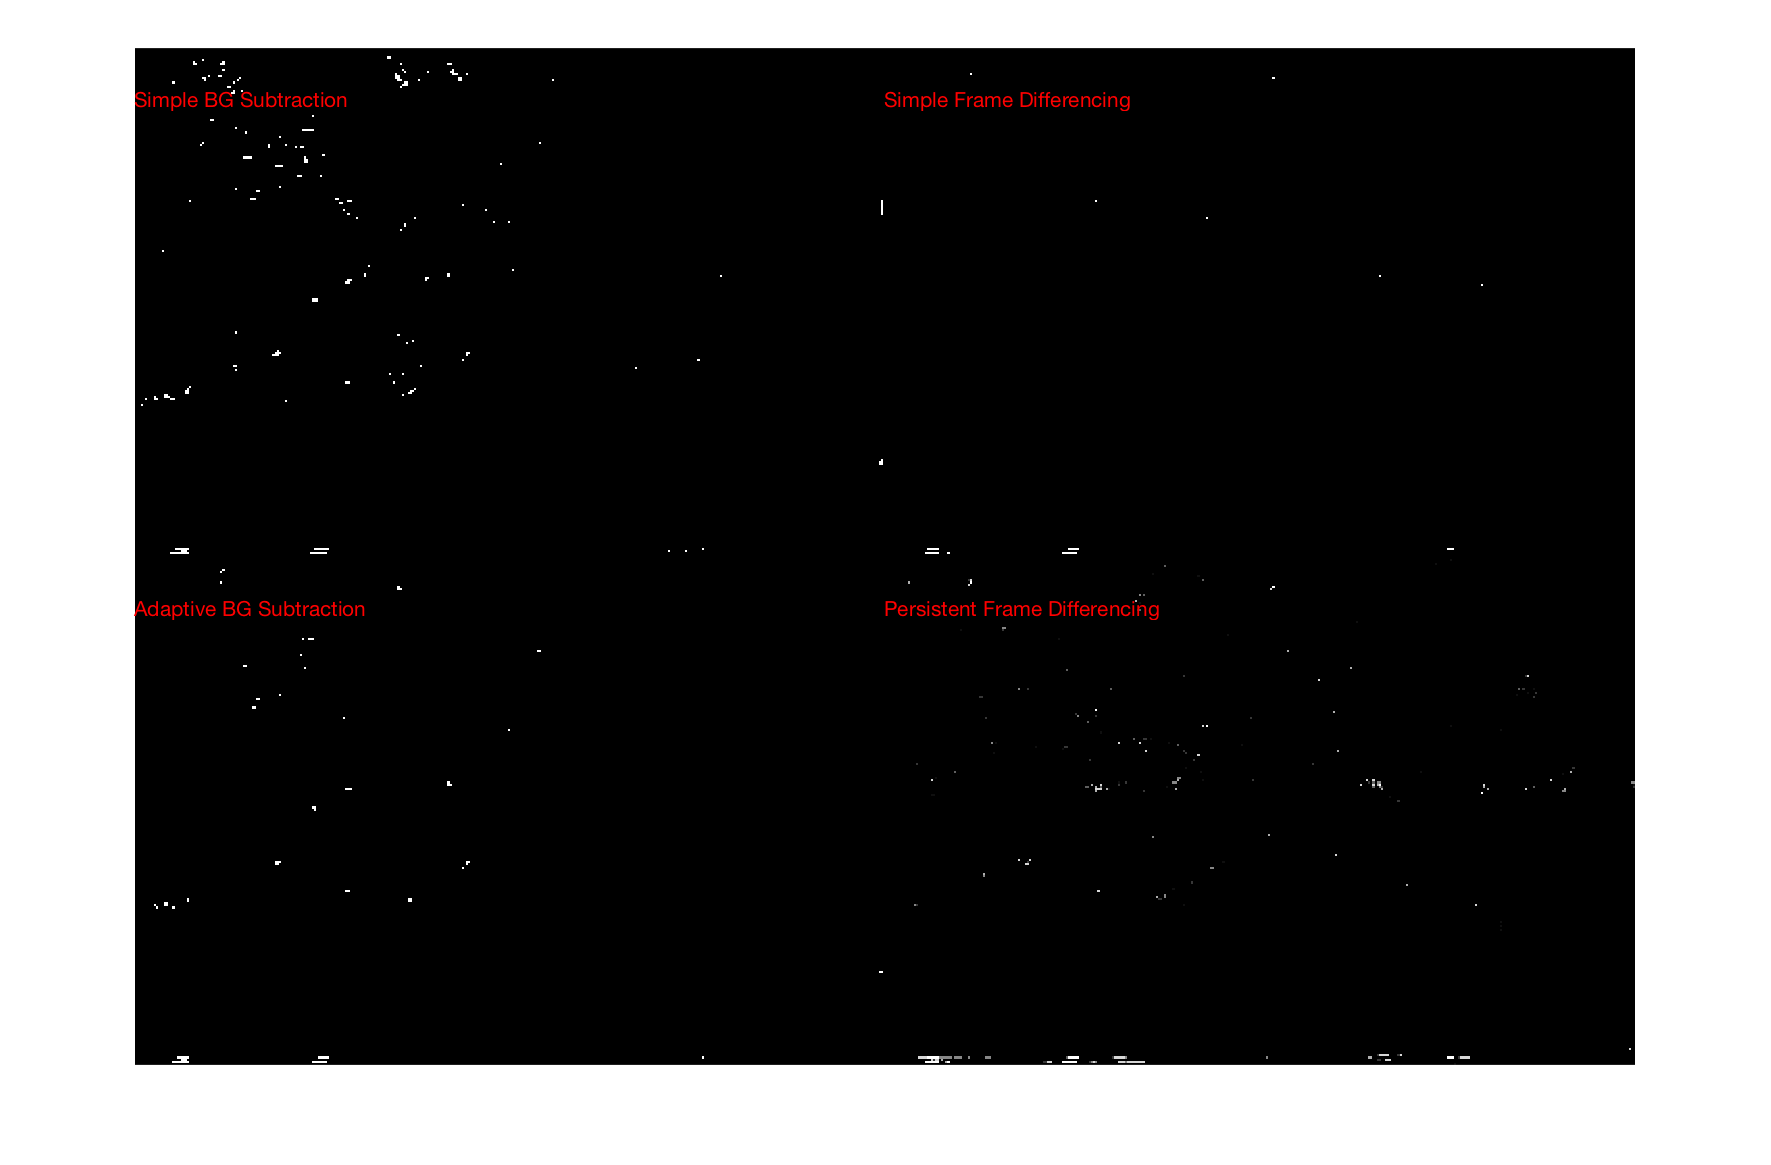 Simple BG Subtraction
Simple Frame Differencing
Adaptive BG Subtraction
Persistent Frame Differencing